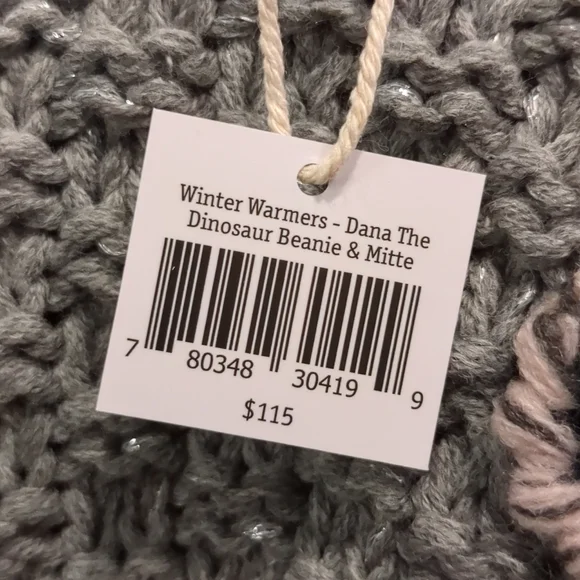 Winter Warmers - Dana The
Dinosaur Beanie & Mitte
7 80348 30419 9
$115